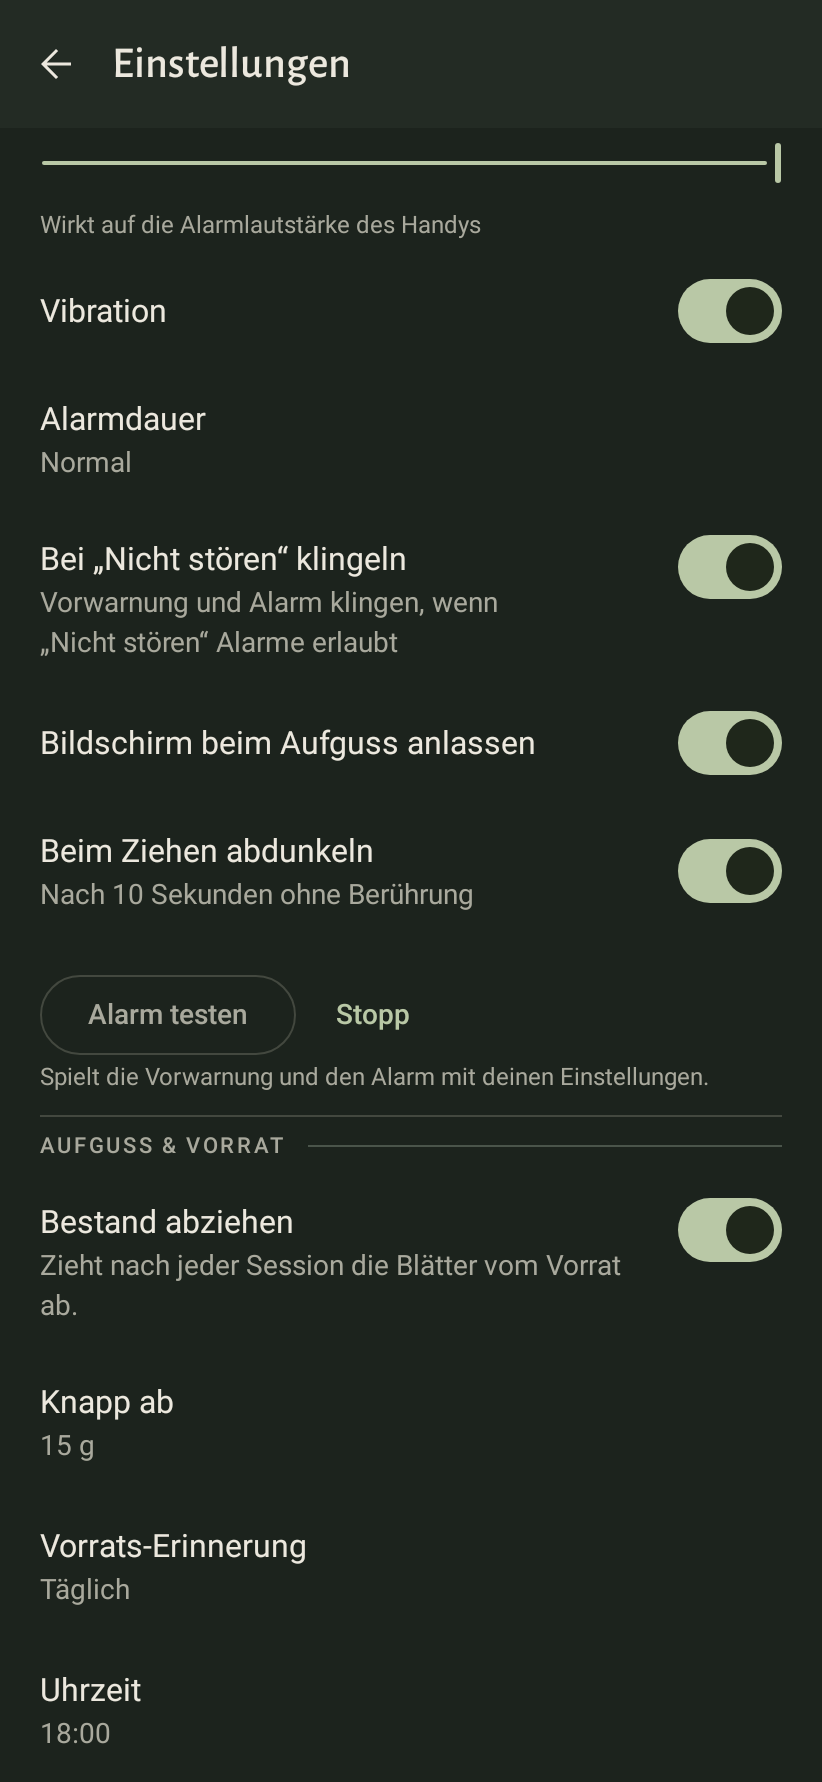 Einstellungen
Wirkt auf die Alarmlautstärke des Handys
Vibration
Alarmdauer
Normal
Bei „Nicht stören“ klingeln
Vorwarnung und Alarm klingen, wenn
„Nicht stören“ Alarme erlaubt
Bildschirm beim Aufguss anlassen
Beim Ziehen abdunkeln
Nach 10 Sekunden ohne Berührung
Alarm testen
Stopp
Spielt die Vorwarnung und den Alarm mit deinen Einstellungen.
AUFGUSS & VORRAT
Bestand abziehen
Zieht nach jeder Session die Blätter vom Vorrat
ab.
Knapp ab
15 g
Vorrats-Erinnerung
Täglich
Uhrzeit
18:00